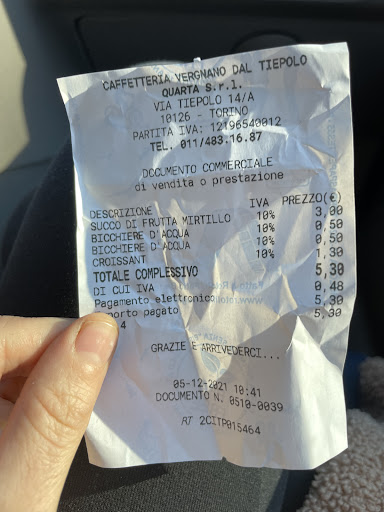 CAFFETTERIA VERGNANO DAL TIEPOLO
QUARTA S.r.l.
VIA TIEPOLO 14/A
10126 - TORINO
PARTITA IVA: 12196540012
TEL. 011/483.16.87
DOCUMENTO COMMERCIALE
di vendita o prestazione
DESCRIZIONE IVA PREZZO(€)
SUCCO DI FRUTTA MIRTILLO 10% 3,00
BICCHIERE D'ACQUA 10% 0,50
BICCHIERE D'ACQUA 10% 0,50
CROISSANT 10% 1,30
TOTALE COMPLESSIVO 5,30
DI CUI IVA 0,48
Pagamento elettronico 5,30
morto pagato 5,30
4
GRAZIE E ARRIVEDERCI...
05-12-2021 10:41
DOCUMENTO N. 0510-0039
RT 2CITP015464